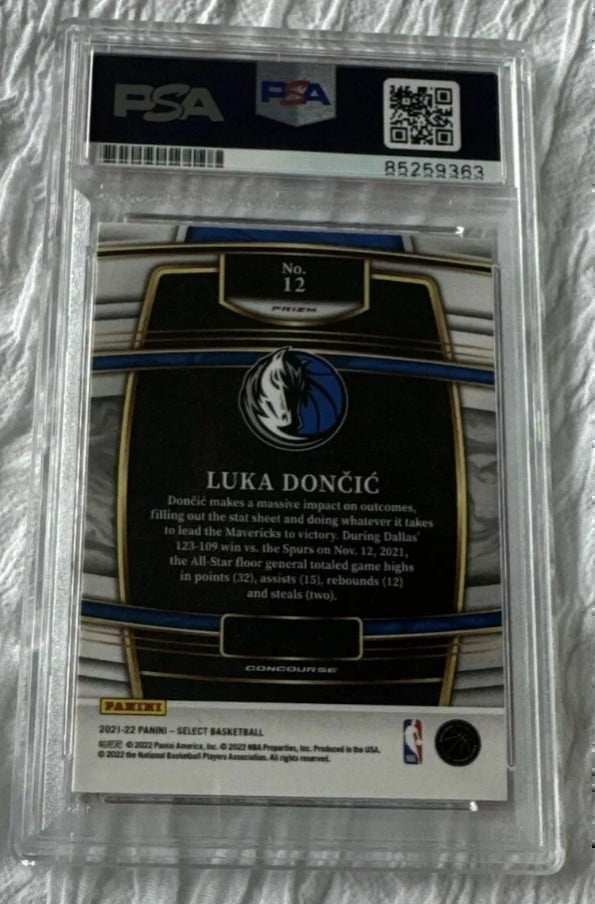 PSA PSA
85259363
No.
12
PRIZM
LUKA DONČIĆ
Dončić makes a massive impact on outcomes,
filling out the stat sheet and doing whatever it takes
to lead the Mavericks to victory. During Dallas'
123-109 win vs. the Spurs on Nov. 12, 2021,
the All-Star floor general totaled game highs
in points (32), assists (15), rebounds (12)
and steals (two).
CONCOURSE
PANINI
2021-22 PANINI – SELECT BASKETBALL
© 2022 Panini America, Inc. © 2022 NBA Properties, Inc. Produced in the USA.
© 2022 the National Basketball Players Association. All rights reserved.